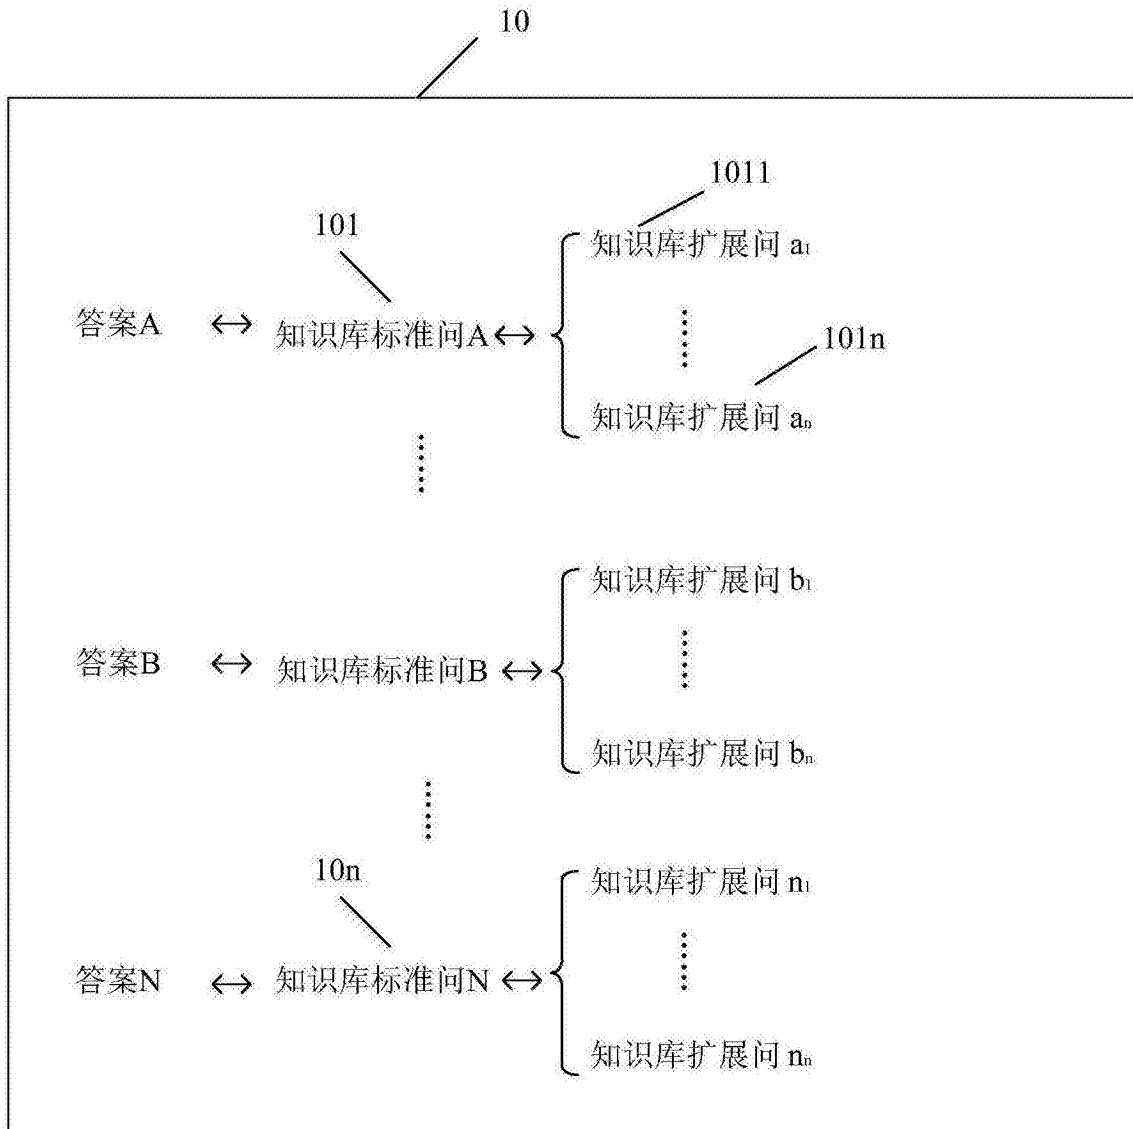 10
1011
101
知识库扩展问 a₁
答案A ↔ 知识库标准问A ↔
101n
知识库扩展问 aₙ
知识库扩展问 b₁
答案B ↔ 知识库标准问B ↔
知识库扩展问 bₙ
10n
知识库扩展问 n₁
答案N ↔ 知识库标准问N ↔
知识库扩展问 nₙ